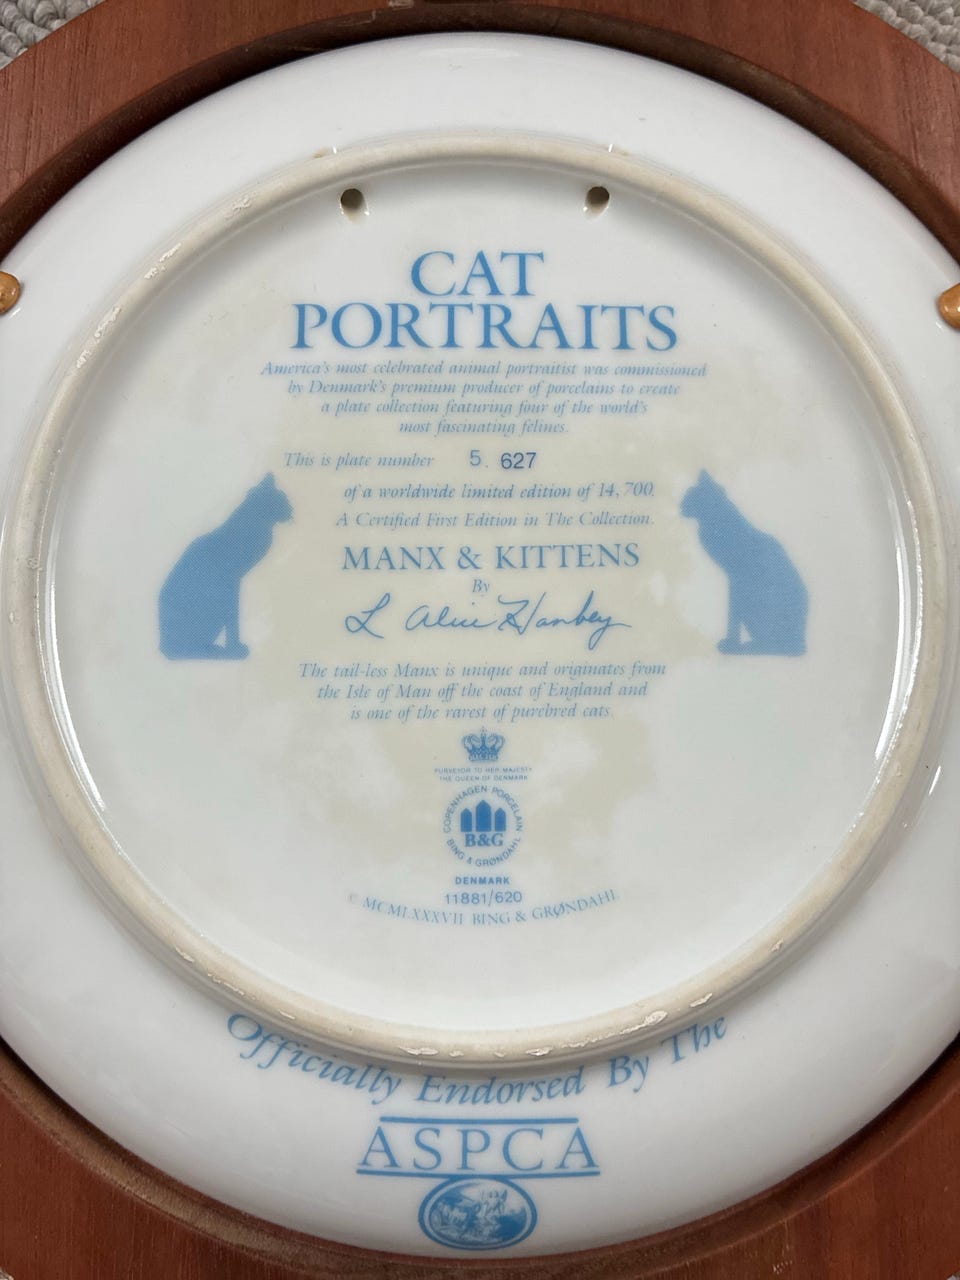 CAT
PORTRAITS
America's most celebrated animal portraitist was commissioned
by Denmark's premium producer of porcelains to create
a plate collection featuring four of the world's
most fascinating felines.
This is plate number 5. 627
of a worldwide limited edition of 14,700.
A Certified First Edition in The Collection.
MANX & KITTENS
By
L Alice Hanbey
The tail-less Manx is unique and originates from
the Isle of Man off the coast of England and
is one of the rarest of purebred cats.
PURVEYOR TO HER MAJESTY
THE QUEEN OF DENMARK
COPENHAGEN PORCELAIN
B&G
BING & GRØNDAHL
DENMARK
11881/620
© MCMLXXXVII BING & GRØNDAHL
Officially Endorsed By The
ASPCA